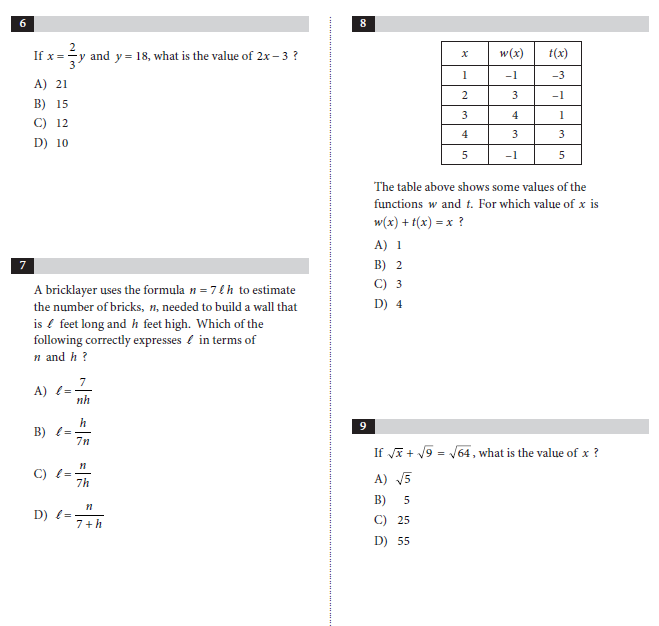 6
If x = 2/3 y and y = 18, what is the value of 2x − 3 ?
A) 21
B) 15
C) 12
D) 10
7
A bricklayer uses the formula n = 7ℓh to estimate
the number of bricks, n, needed to build a wall that
is ℓ feet long and h feet high. Which of the
following correctly expresses ℓ in terms of
n and h ?
A) ℓ = 7/nh
B) ℓ = h/7n
C) ℓ = n/7h
D) ℓ = n/7 + h
8
x w(x) t(x)
1 −1 −3
2 3 −1
3 4 1
4 3 3
5 −1 5
The table above shows some values of the
functions w and t. For which value of x is
w(x) + t(x) = x ?
A) 1
B) 2
C) 3
D) 4
9
If √x + √9 = √64, what is the value of x ?
A) √5
B) 5
C) 25
D) 55